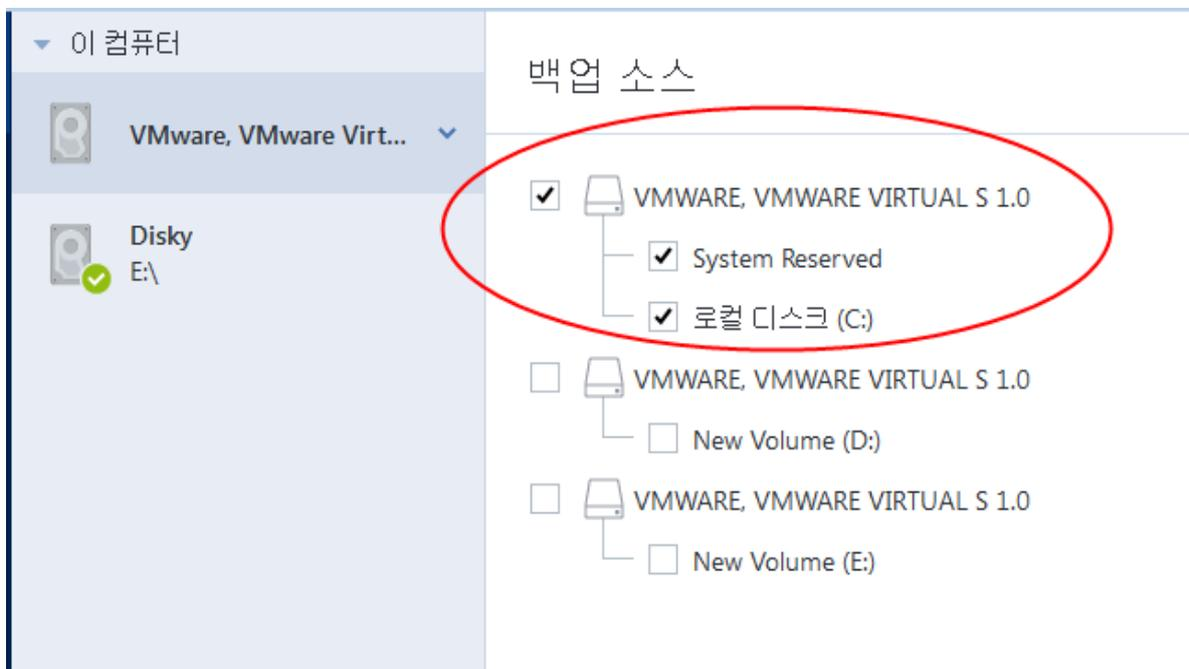 이 컴퓨터
VMware, VMware Virt...
Disky
E:\
백업 소스
VMWARE, VMWARE VIRTUAL S 1.0
System Reserved
로컬 디스크 (C:)
VMWARE, VMWARE VIRTUAL S 1.0
New Volume (D:)
VMWARE, VMWARE VIRTUAL S 1.0
New Volume (E:)